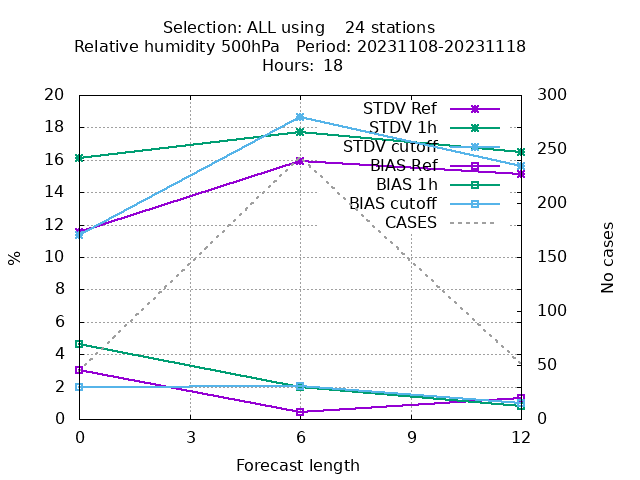 Selection: ALL using    24 stations
Relative humidity 500hPa   Period: 20231108-20231118
Hours: 18
STDV Ref
STDV 1h
STDV cutoff
BIAS Ref
BIAS 1h
BIAS cutoff
CASES
20
18
16
14
12
10
8
6
4
2
0
%
300
250
200
150
100
50
0
No cases
0 3 6 9 12
Forecast length